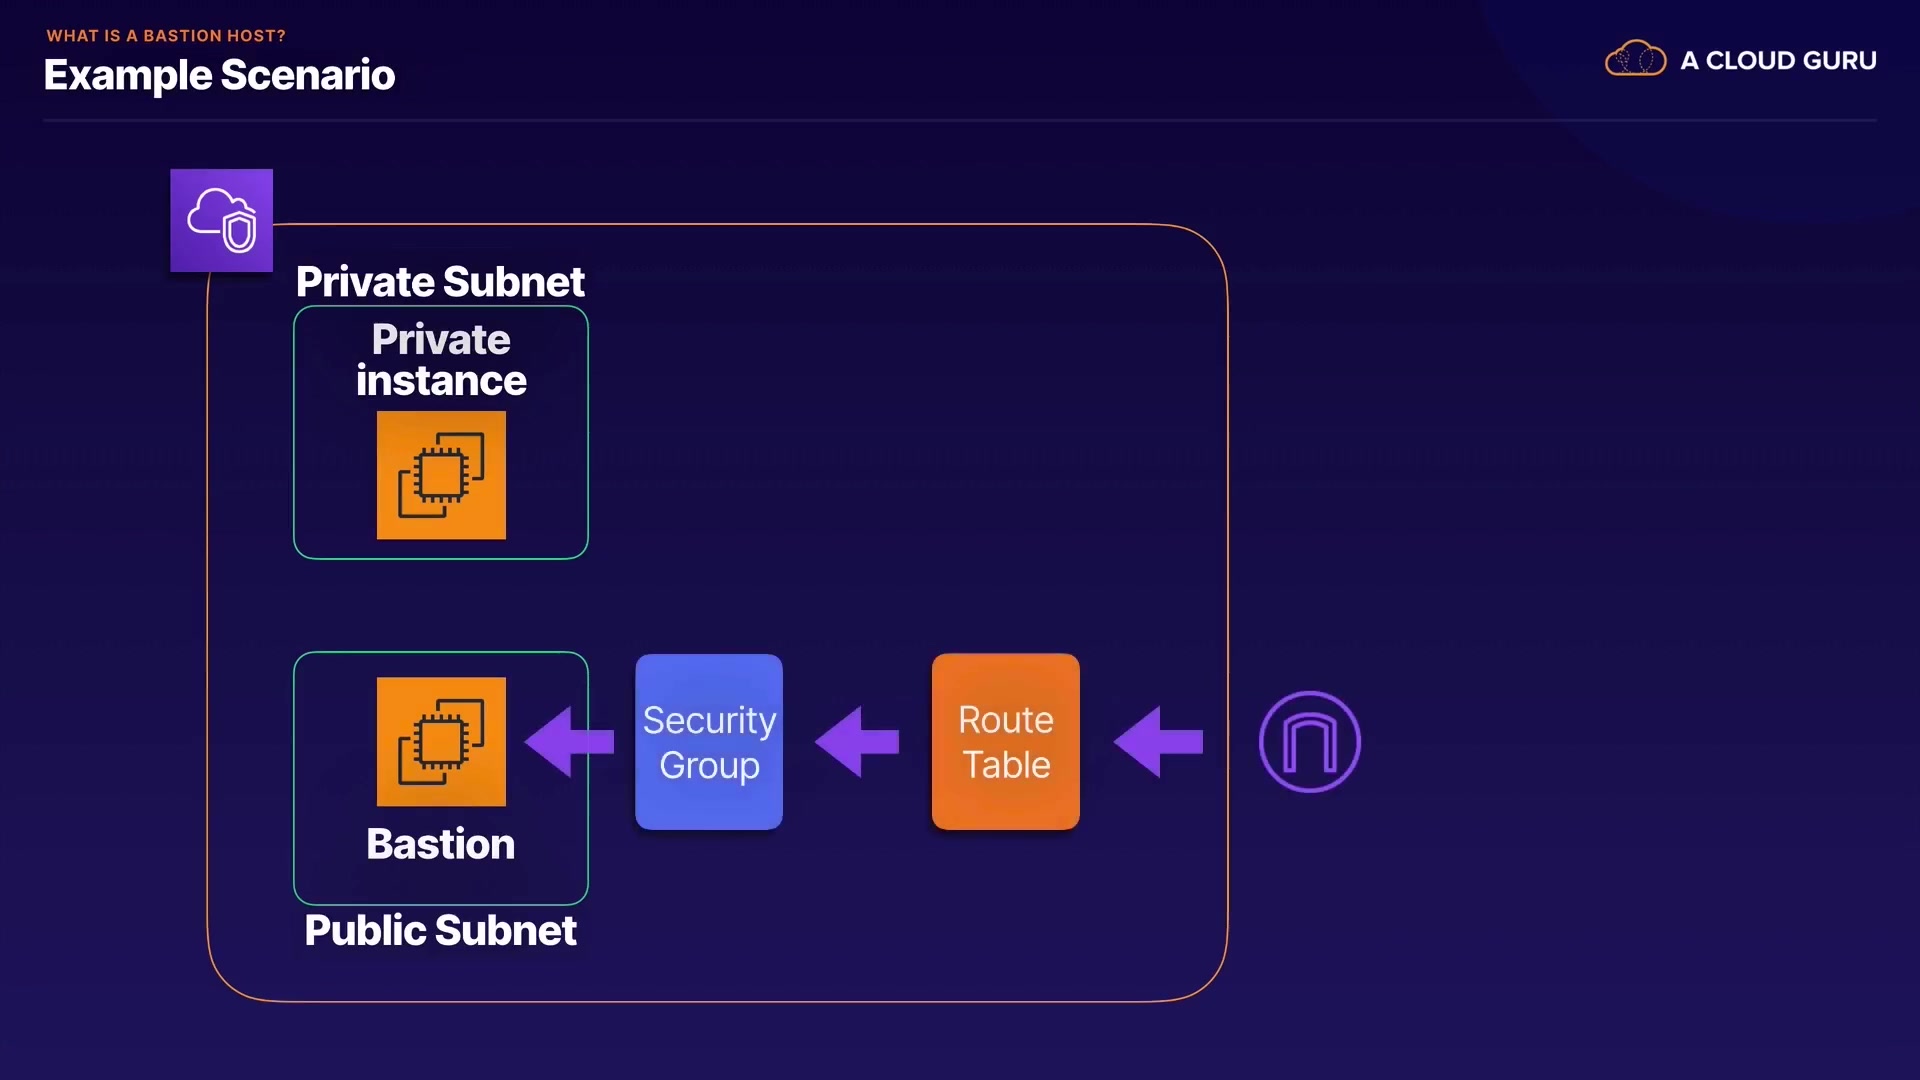 WHAT IS A BASTION HOST?
Example Scenario
A CLOUD GURU
Private Subnet
Private
instance
Security
Group
Route
Table
Bastion
Public Subnet